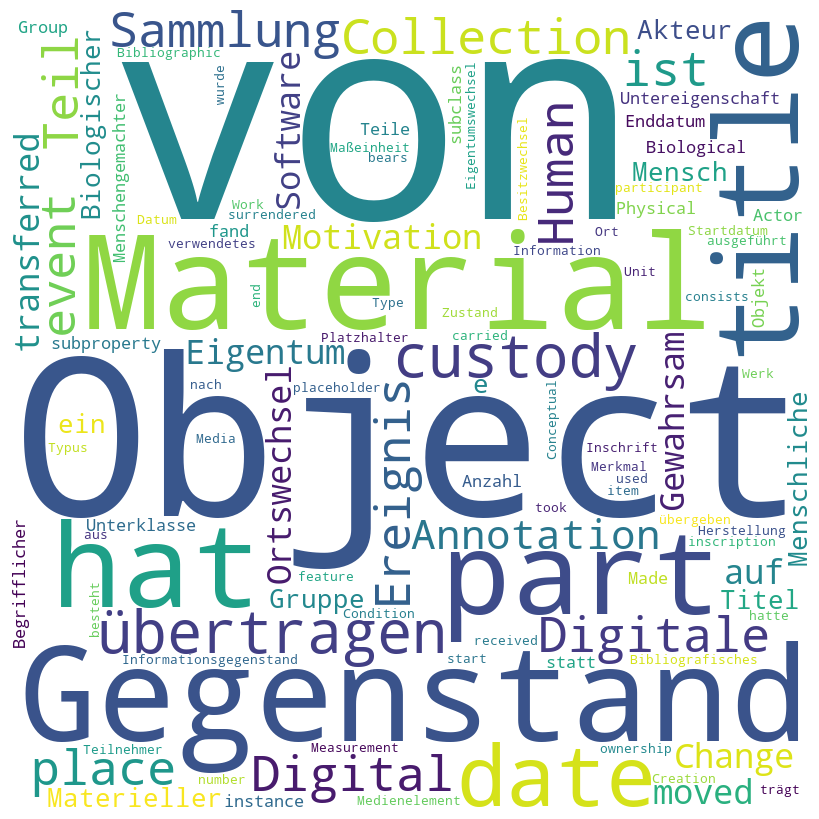 Group
Sammlung
Collection
Akteur
title
Bibliographic
von
ist
event
Teil
Biologischer
wurde
Software
subclass
Eigentumswechsel
Untereigenschaft
Enddatum
Biological
Mensch
participant
Teile
Maßeinheit
bears
Menschengemachter
Human
Besitzwechsel
Physical
Actor
Datum
Work
surrendered
transferred
fand
verwendetes
Motivation
Information
Ort
Startdatum
ausgeführt
Material
Unit
Objekt
end
Type
Zustand
consists
subproperty
Eigentum
Platzhalter
carried
custody
Object
nach
placeholder
e
Werk
ein
Typus
Media
Ortswechsel
Ereignis
Conceptual
Inschrift
Merkmal
Anzahl
used
item
Gewahrsam
Menschliche
took
Unterklasse
aus
hat
Annotation
part
ubergeben
Herstellung
inscription
Begrifflicher
besteht
feature
Gruppe
Condition
auf
Made
Titel
hatte
übertragen
received
Digitale
Informationsgegenstand
start
statt
Bibliografisches
Gegenstand
Teilnehmer
Measurement
ownership
place
number
Digital
date
Change
Creation
Materieller
instance
Medienelement
moved
trägt